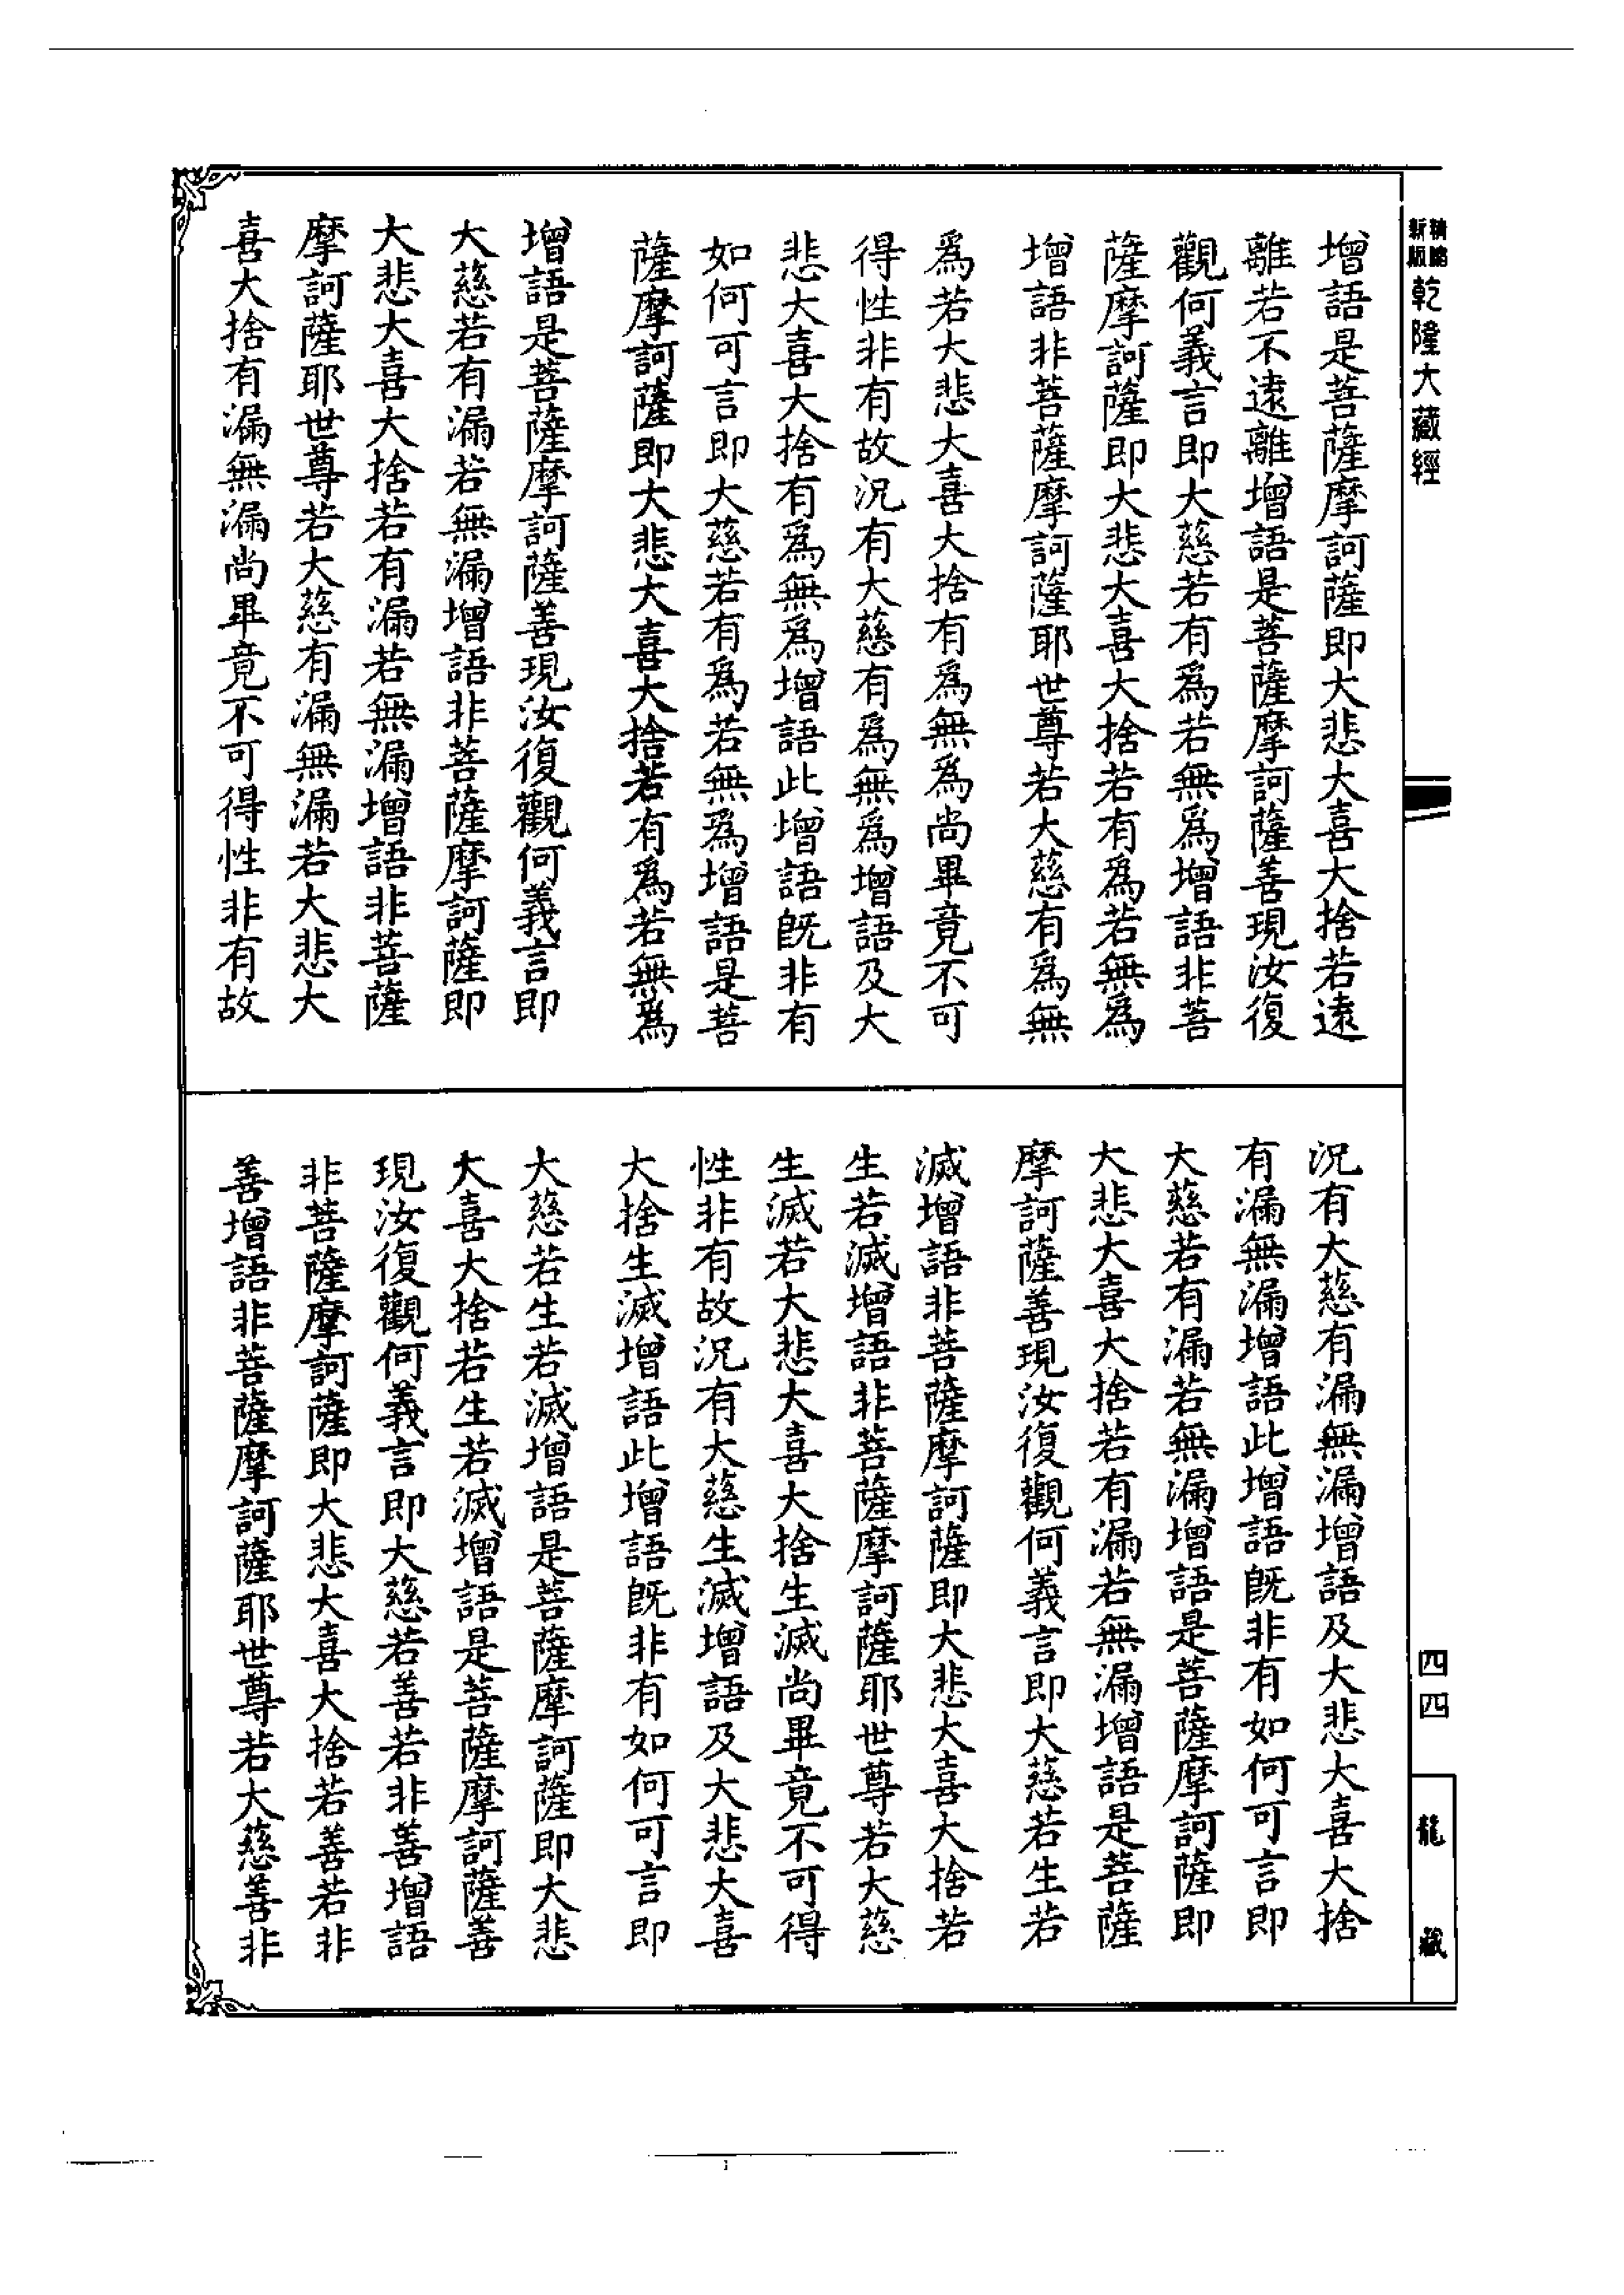 新版
精縮
乾隆大藏經
增語是菩薩摩訶薩即大悲大喜大捨若遠
離若不遠離增語是菩薩摩訶薩善現汝復
觀何義言即大慈若有爲若無爲增語非菩
薩摩訶薩即大悲大喜大捨若有爲若無爲
增語非菩薩摩訶薩耶世尊若大慈有爲無
爲若大悲大喜大捨有爲無爲尚畢竟不可
得性非有故況有大慈有爲無爲增語及大
悲大喜大捨有爲無爲增語此增語旣非有
如何可言即大慈若有爲若無爲增語是菩
薩摩訶薩即大悲大喜大捨若有爲若無爲
增語是菩薩摩訶薩善現汝復觀何義言即
大慈若有漏若無漏增語非菩薩摩訶薩即
大悲大喜大捨若有漏若無漏增語非菩薩
摩訶薩耶世尊若大慈有漏無漏若大悲大
喜大捨有漏無漏尚畢竟不可得性非有故
況有大慈有漏無漏增語及大悲大喜大捨
有漏無漏增語此增語旣非有如何可言即
大慈若有漏若無漏增語是菩薩摩訶薩即
大悲大喜大捨若有漏若無漏增語是菩薩
摩訶薩善現汝復觀何義言即大慈若生若
滅增語非菩薩摩訶薩即大悲大喜大捨若
生若滅增語非菩薩摩訶薩耶世尊若大慈
生滅若大悲大喜大捨生滅尚畢竟不可得
性非有故況有大慈生滅增語及大悲大喜
大捨生滅增語此增語旣非有如何可言即
大慈若生若滅增語是菩薩摩訶薩即大悲
大喜大捨若生若滅增語是菩薩摩訶薩善
現汝復觀何義言即大慈若善若非善增語
非菩薩摩訶薩即大悲大喜大捨若善若非
善增語非菩薩摩訶薩耶世尊若大慈善非
四四
龍藏